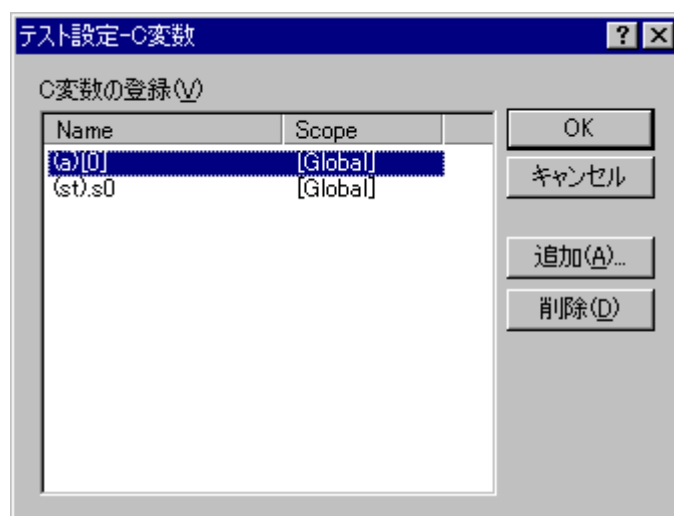 テスト設定-C変数
C変数の登録(V)
Name Scope
(a)[0] [Global]
(st).s0 [Global]
OK
キャンセル
追加(A)...
削除(D)